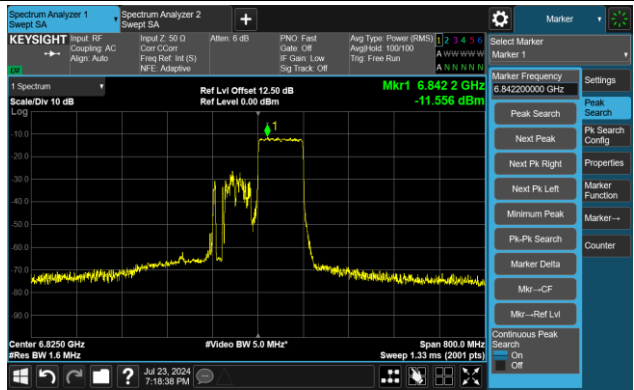 Spectrum Analyzer 1
Swept SA
Spectrum Analyzer 2
Swept SA
+
Marker
KEYSIGHT
Input: RF
Coupling: AC
Align: Auto
Input Z: 50 Ω
Corr CCorr
Freq Ref: Int (S)
NFE: Adaptive
Atten: 6 dB
PNO: Fast
Gate: Off
IF Gain: Low
Sig Track: Off
Avg Type: Power (RMS)
Avg|Hold: 100/100
Trig: Free Run
1 2 3 4 5 6
A W W W W W
A N N N N N
Select Marker
Marker 1
1 Spectrum
Scale/Div 10 dB
Log
Ref Lvl Offset 12.50 dB
Ref Level 0.00 dBm
Mkr1 6.842 2 GHz
-11.556 dBm
1
-10.0
-20.0
-30.0
-40.0
-50.0
-60.0
-70.0
-80.0
-90.0
Center 6.8250 GHz
#Res BW 1.6 MHz
#Video BW 5.0 MHz*
Span 800.0 MHz
Sweep 1.33 ms (2001 pts)
Marker Frequency
6.842200000 GHz
Peak Search
Next Peak
Next Pk Right
Next Pk Left
Minimum Peak
Pk-Pk Search
Marker Delta
Mkr→CF
Mkr→Ref Lvl
Continuous Peak
Search
On
Off
Settings
Peak
Search
Pk Search
Config
Properties
Marker
Function
Marker→
Counter
?
Jul 23, 2024
7:18:38 PM